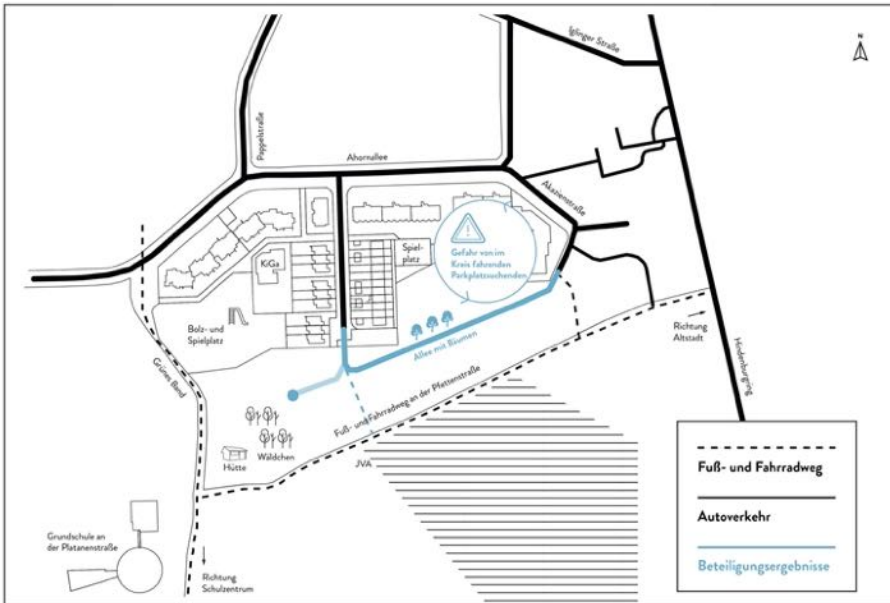 Iglinger Straße
N
Pappelstraße
Ahornallee
Akazienstraße
Spiel-
platz
KiGa
Gefahr von im
Kreis fahrenden
Parkplatzsuchenden
Bolz- und
Spielplatz
Allee mit Bäumen
Richtung
Altstadt
Hindenburgring
Grünes Band
Fuß- und Fahrradweg an der Pfettenstraße
Wäldchen
Hütte
JVA
Grundschule an
der Platanenstraße
Richtung
Schulzentrum
Fuß- und Fahrradweg
Autoverkehr
Beteiligungsergebnisse